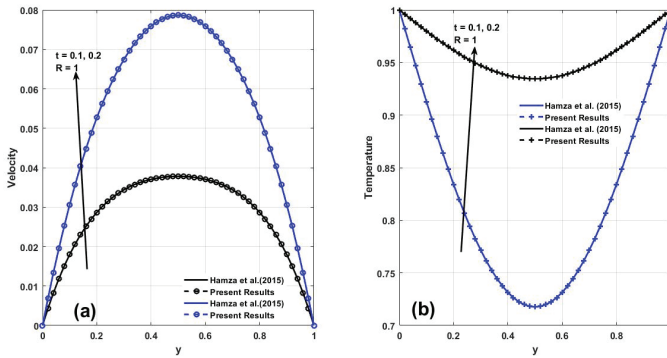 0.08
0.07
0.06
0.05
0.04
0.03
0.02
0.01
0
Velocity
t = 0.1, 0.2
R = 1
(a)
Hamza et al.(2015)
Present Results
Hamza et al.(2015)
Present Results
0 0.2 0.4 0.6 0.8 1
y
1
0.95
0.9
0.85
0.8
0.75
0.7
Temperature
t = 0.1, 0.2
R = 1
Hamza et al.(2015)
Present Results
Hamza et al.(2015)
Present Results
(b)
0 0.2 0.4 0.6 0.8
y